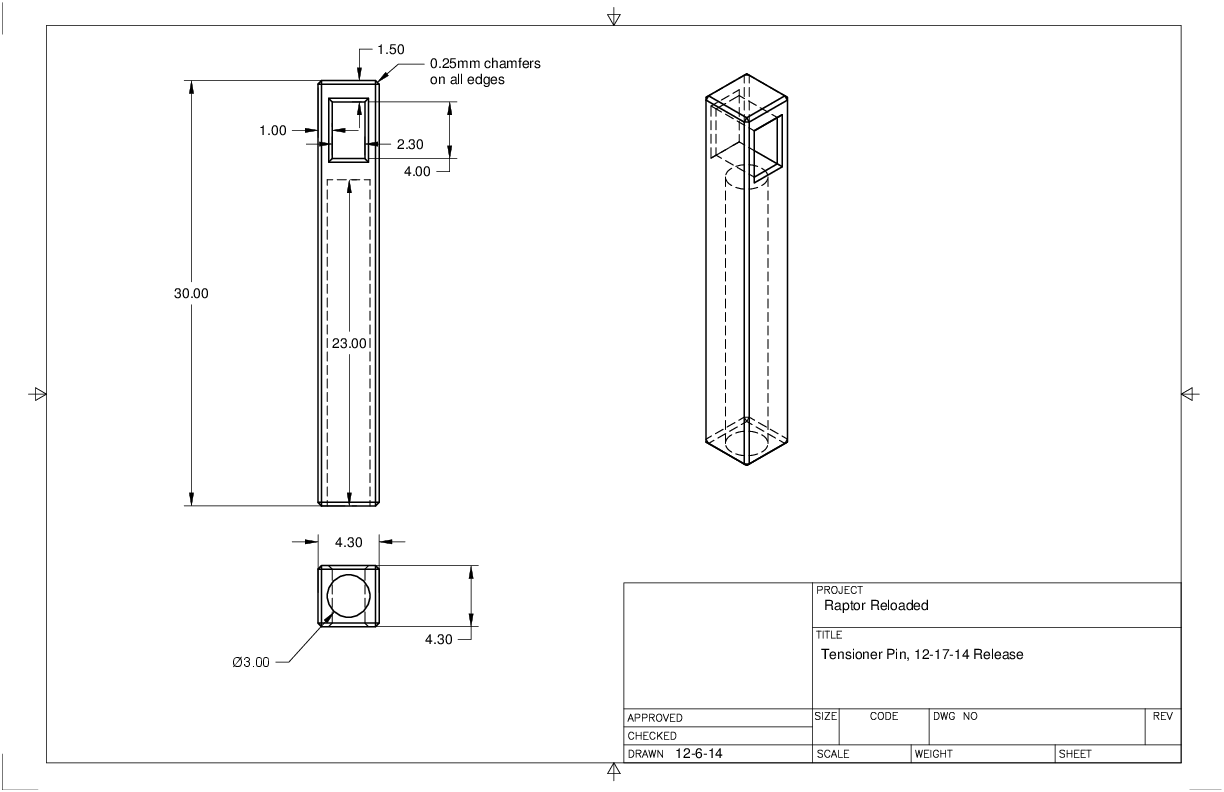 1.50
0.25mm chamfers
on all edges
1.00
2.30
4.00
30.00
23.00
4.30
4.30
Ø3.00
PROJECT
Raptor Reloaded
TITLE
Tensioner Pin, 12-17-14 Release
APPROVED
SIZE CODE DWG NO REV
CHECKED
DRAWN 12-6-14 SCALE WEIGHT SHEET